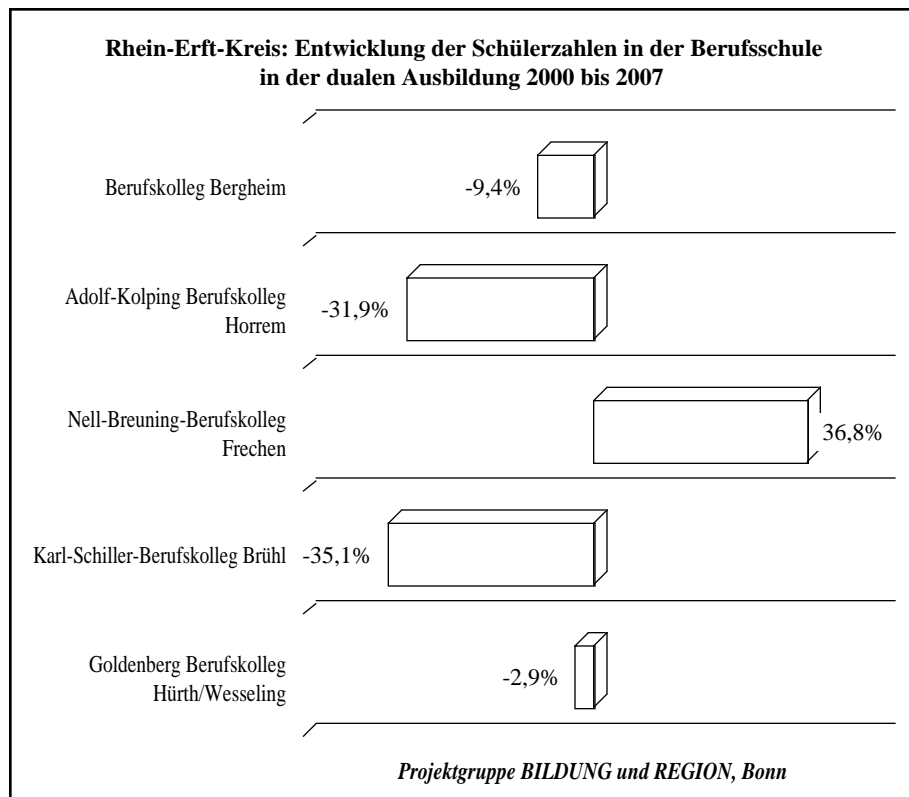 Rhein-Erft-Kreis: Entwicklung der Schülerzahlen in der Berufsschule
in der dualen Ausbildung 2000 bis 2007
Berufskolleg Bergheim
-9,4%
Adolf-Kolping Berufskolleg
Horrem
-31,9%
Nell-Breuning-Berufskolleg
Frechen
36,8%
Karl-Schiller-Berufskolleg Brühl
-35,1%
Goldenberg Berufskolleg
Hürth/Wesseling
-2,9%
Projektgruppe BILDUNG und REGION, Bonn